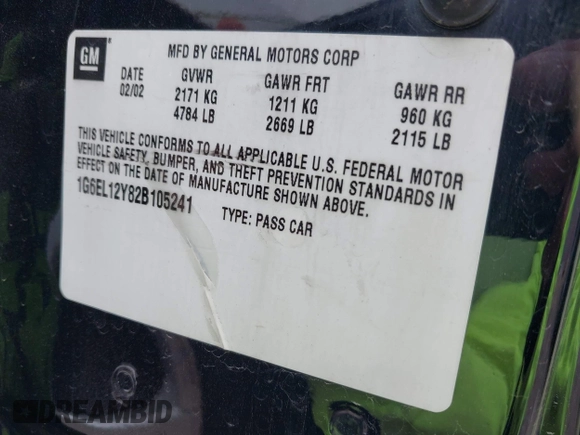 GM
MFD BY GENERAL MOTORS CORP
DATE GVWR GAWR FRT GAWR RR
02/02 2171 KG 1211 KG 960 KG
4784 LB 2669 LB 2115 LB
THIS VEHICLE CONFORMS TO ALL APPLICABLE U.S. FEDERAL MOTOR
VEHICLE SAFETY, BUMPER, AND THEFT PREVENTION STANDARDS IN
EFFECT ON THE DATE OF MANUFACTURE SHOWN ABOVE.
1G6EL12Y82B105241 TYPE: PASS CAR
DREAMBID